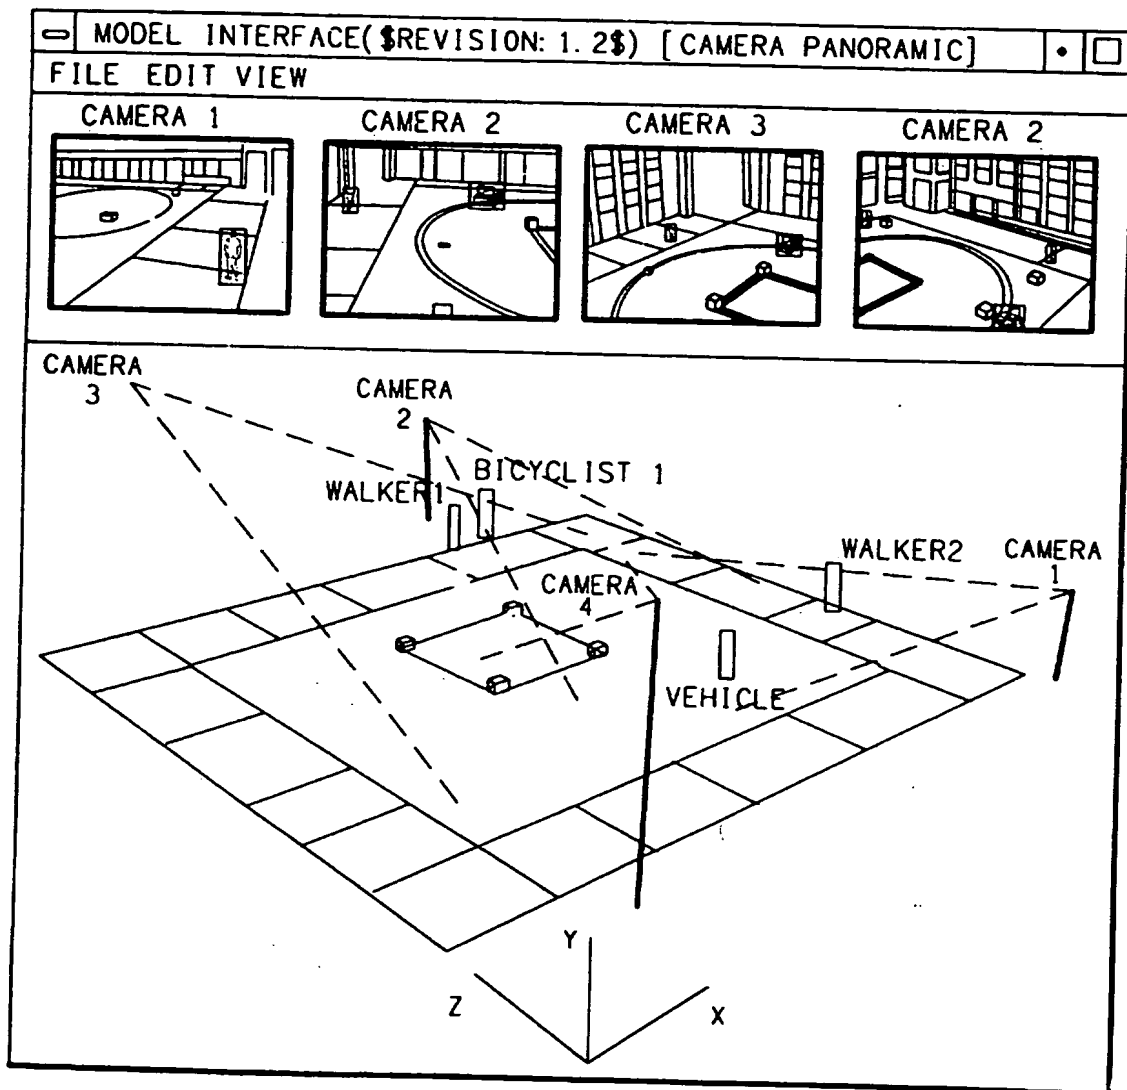 MODEL INTERFACE($REVISION: 1.2$) [CAMERA PANORAMIC]
FILE EDIT VIEW
CAMERA 1
CAMERA 2
CAMERA 3
CAMERA 2
CAMERA
3
CAMERA
2
BICYCLIST 1
WALKER1
WALKER2
CAMERA
1
CAMERA
4
VEHICLE
Y
Z
X